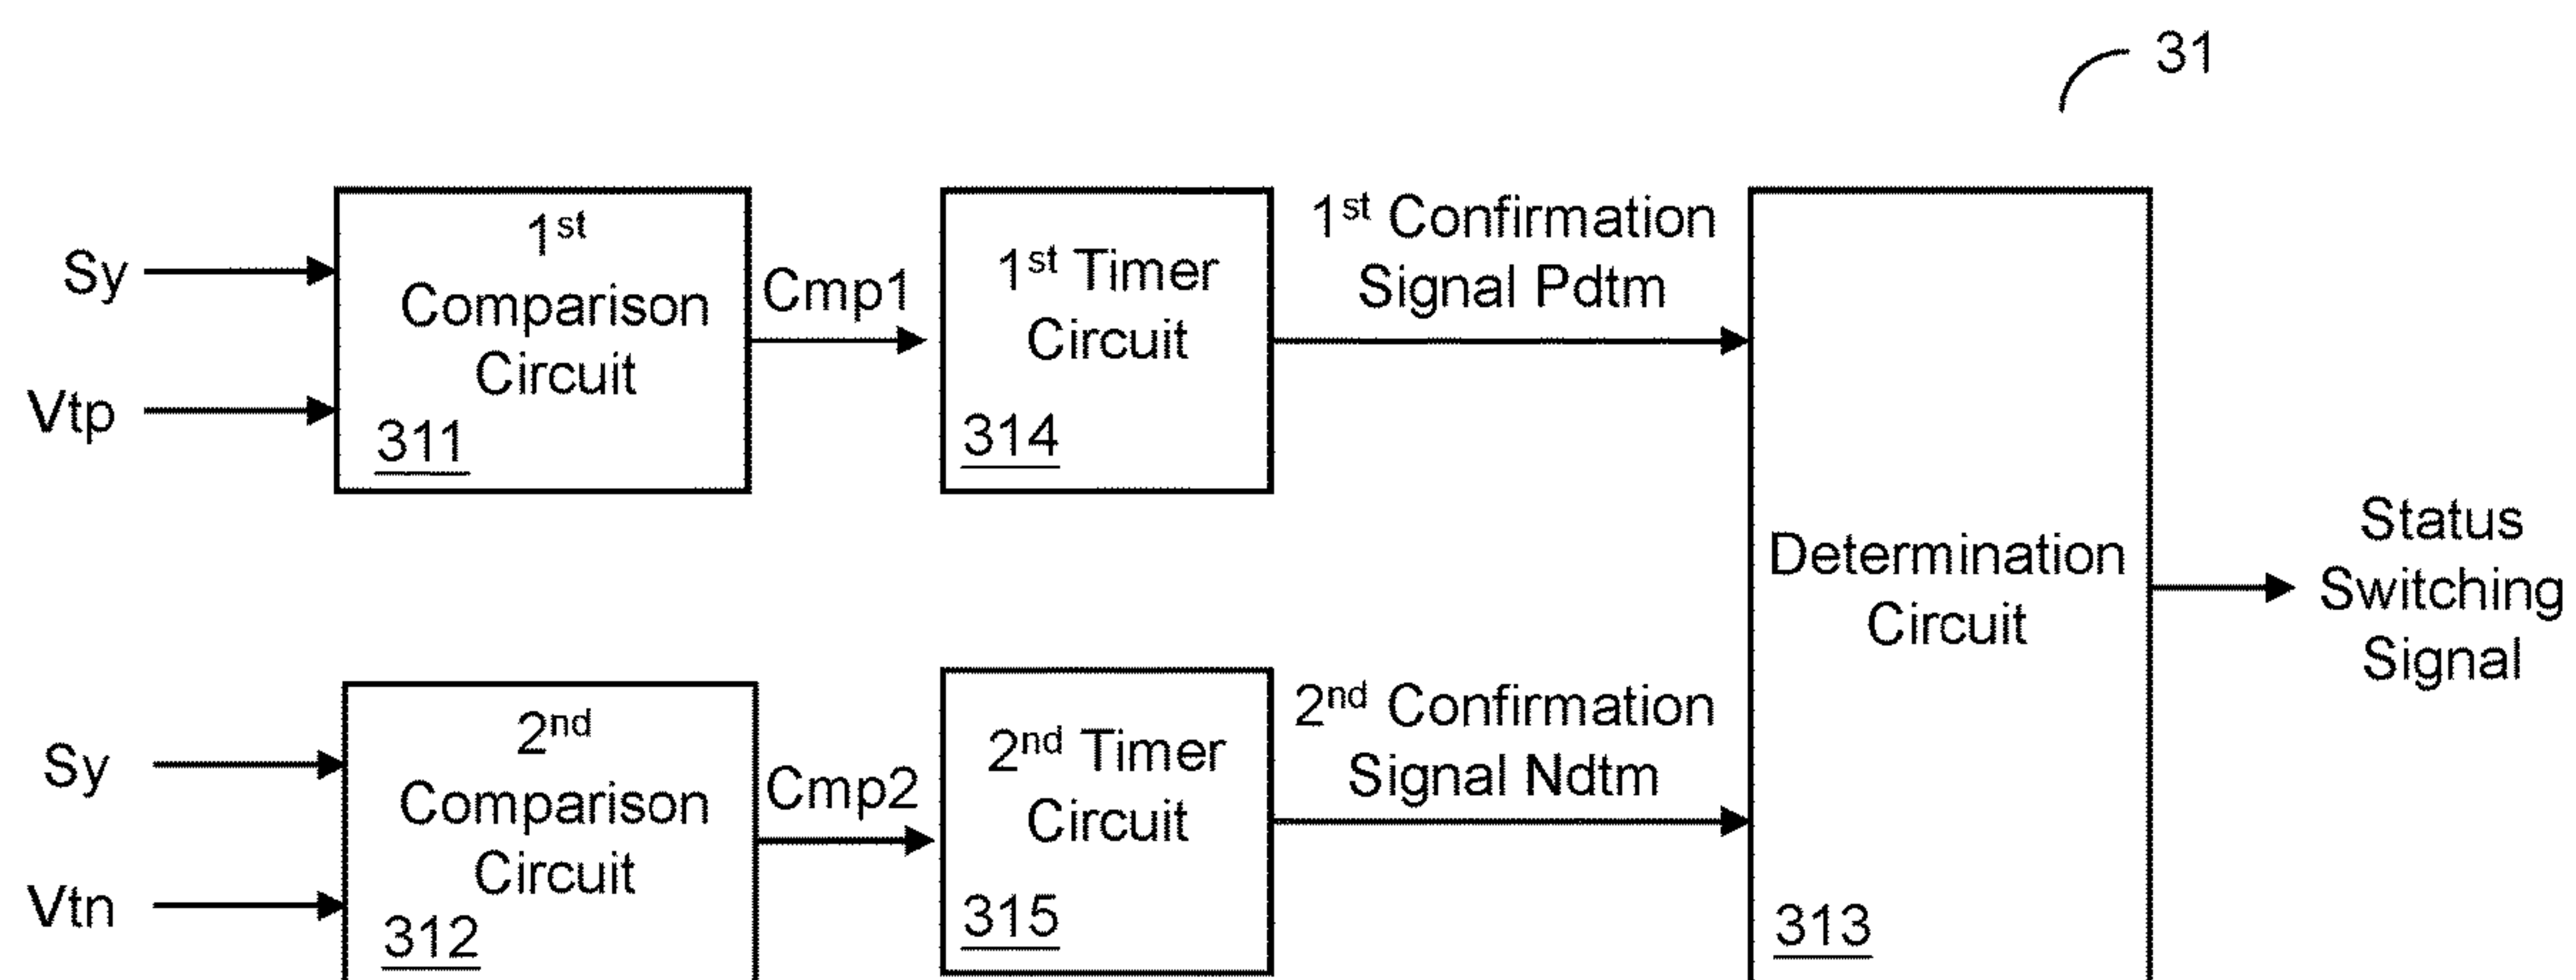 31
Sy
Vtp
1st
Comparison
Circuit
311
Cmp1
1st Timer
Circuit
314
1st Confirmation
Signal Pdtm
Sy
Vtn
2nd
Comparison
Circuit
312
Cmp2
2nd Timer
Circuit
315
2nd Confirmation
Signal Ndtm
Determination
Circuit
313
Status
Switching
Signal